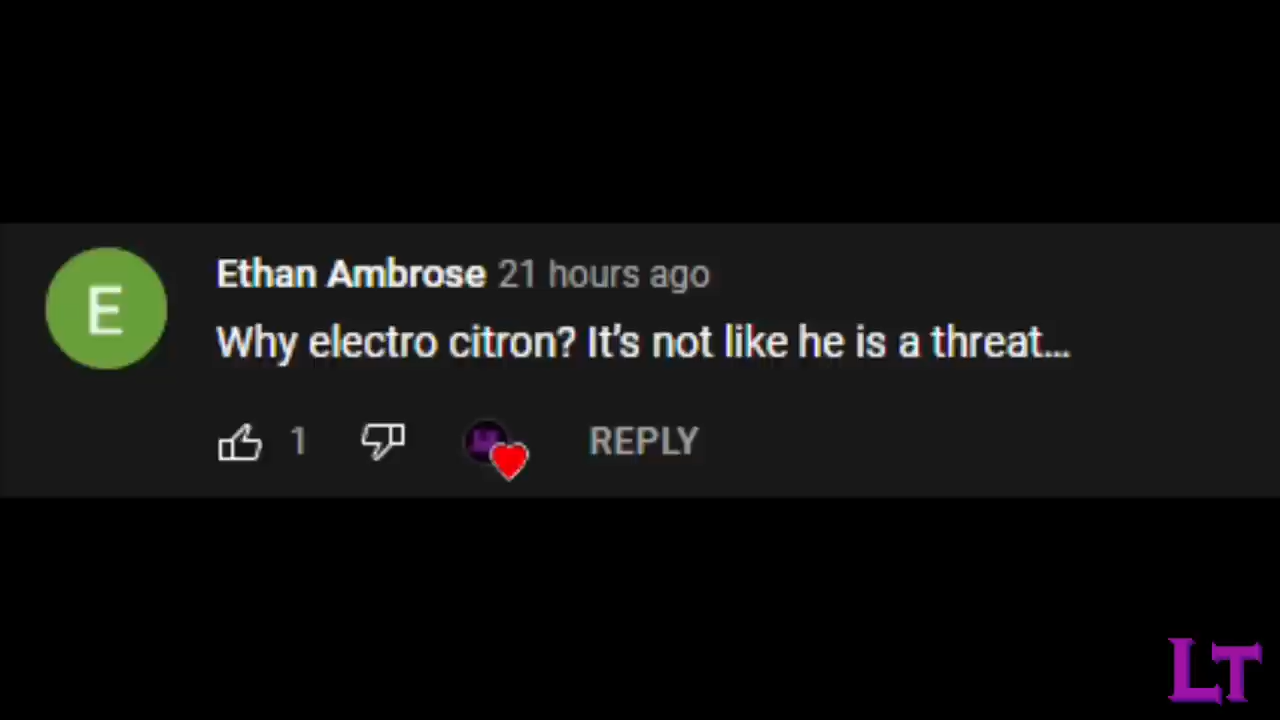 E
Ethan Ambrose 21 hours ago
Why electro citron? It's not like he is a threat...
1
REPLY
LT